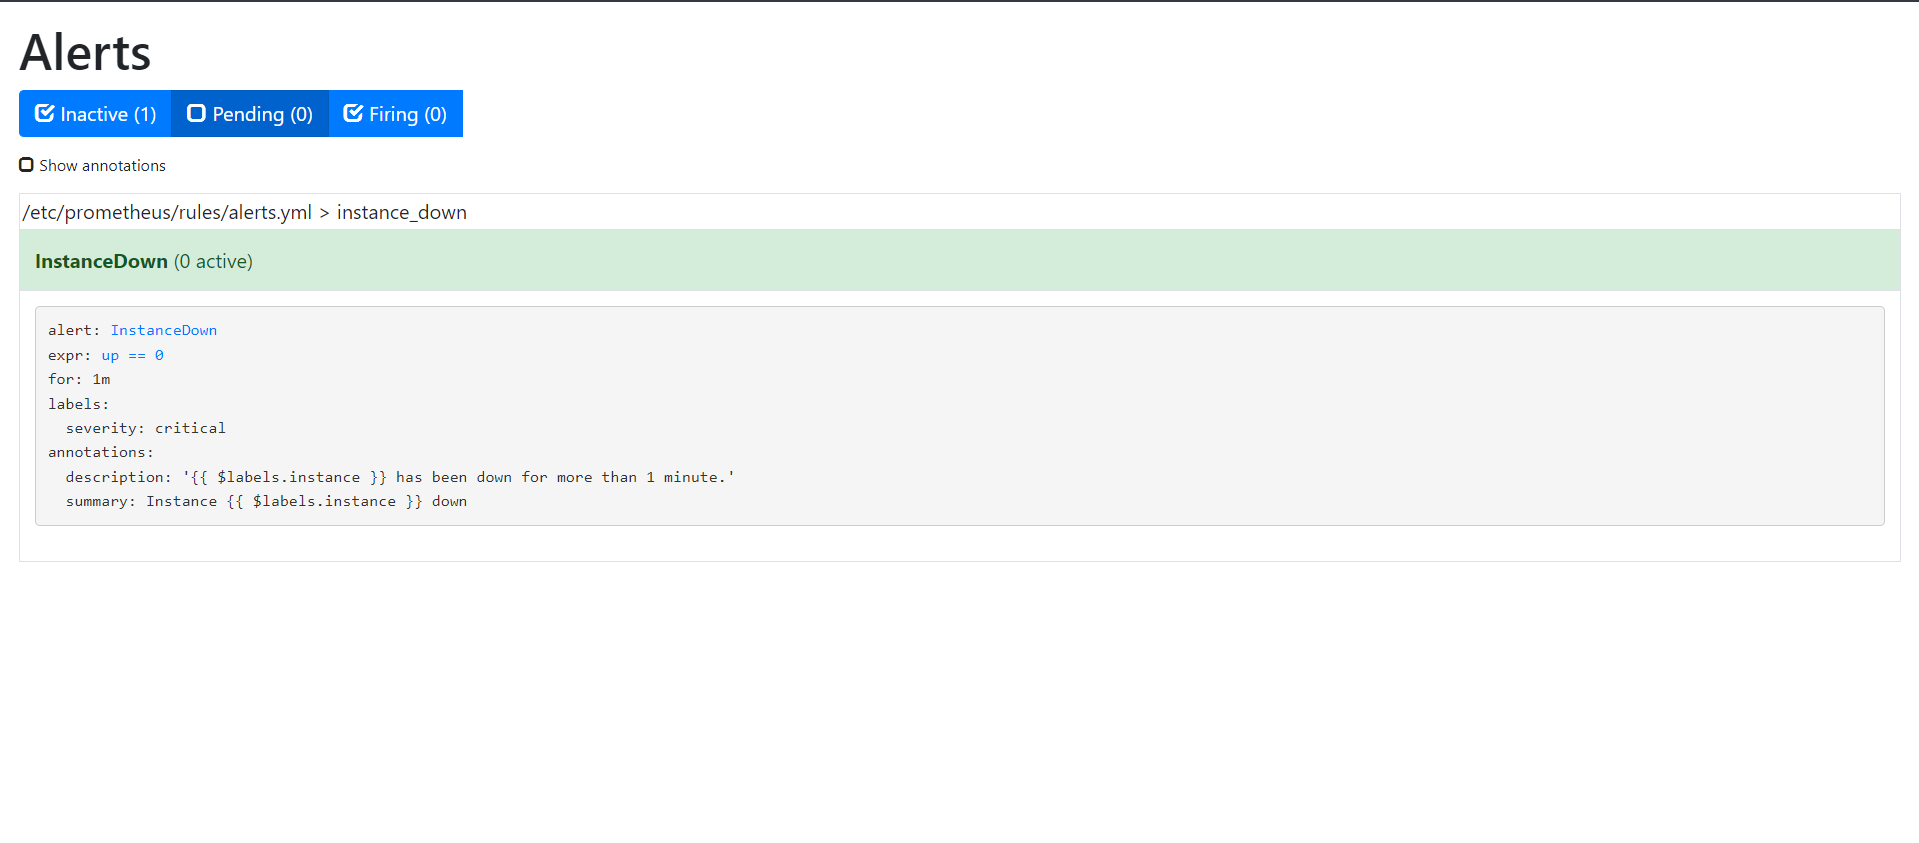 Alerts
Inactive (1) Pending (0) Firing (0)
Show annotations
/etc/prometheus/rules/alerts.yml > instance_down
InstanceDown (0 active)
alert: InstanceDown
expr: up == 0
for: 1m
labels:
  severity: critical
annotations:
  description: '{{ $labels.instance }} has been down for more than 1 minute.'
  summary: Instance {{ $labels.instance }} down